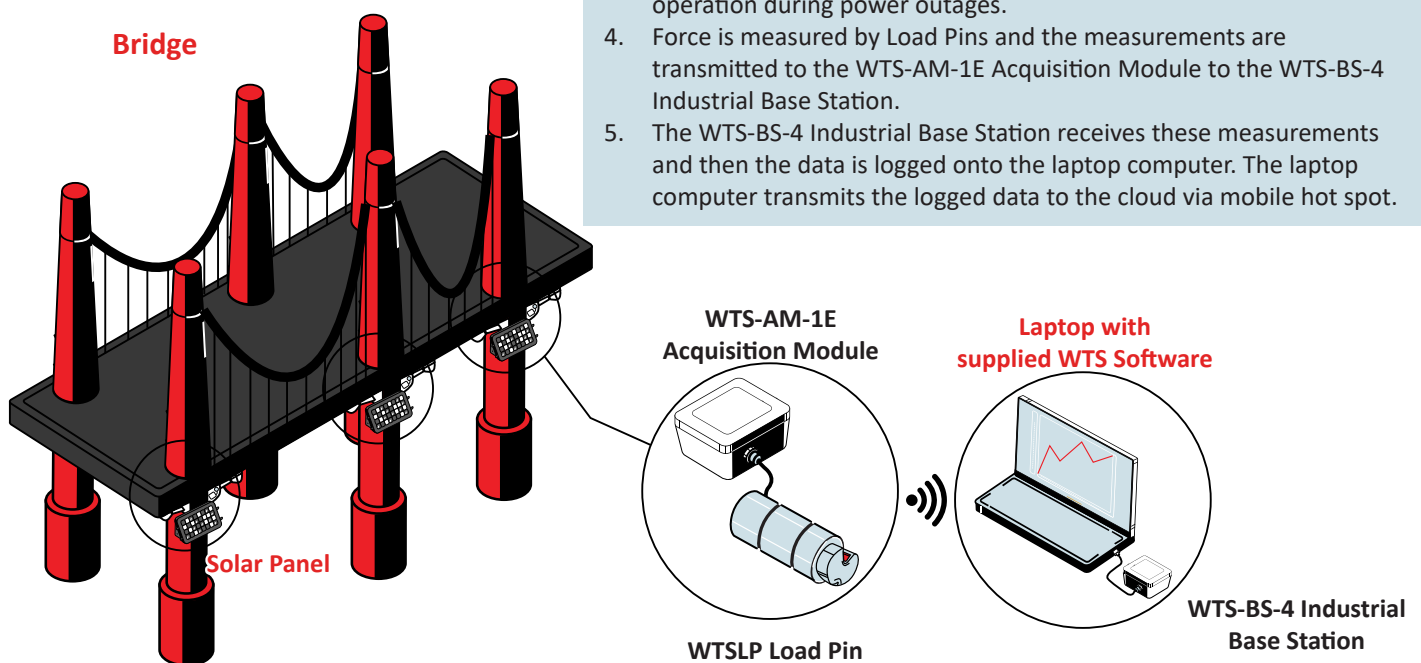 operation during power outages.
4. Force is measured by Load Pins and the measurements are
transmitted to the WTS-AM-1E Acquisition Module to the WTS-BS-4
Industrial Base Station.
5. The WTS-BS-4 Industrial Base Station receives these measurements
and then the data is logged onto the laptop computer. The laptop
computer transmits the logged data to the cloud via mobile hot spot.
Bridge
Solar Panel
WTS-AM-1E
Acquisition Module
WTSLP Load Pin
Laptop with
supplied WTS Software
WTS-BS-4 Industrial
Base Station